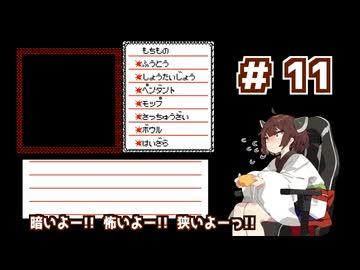 もちもの
ふうとう
しょうたいじょう
ペンダント
モップ
さっちゅうざい
ボウル
はいざら
#11
暗いよー!! 怖いよー!! 狭いよーっ!!